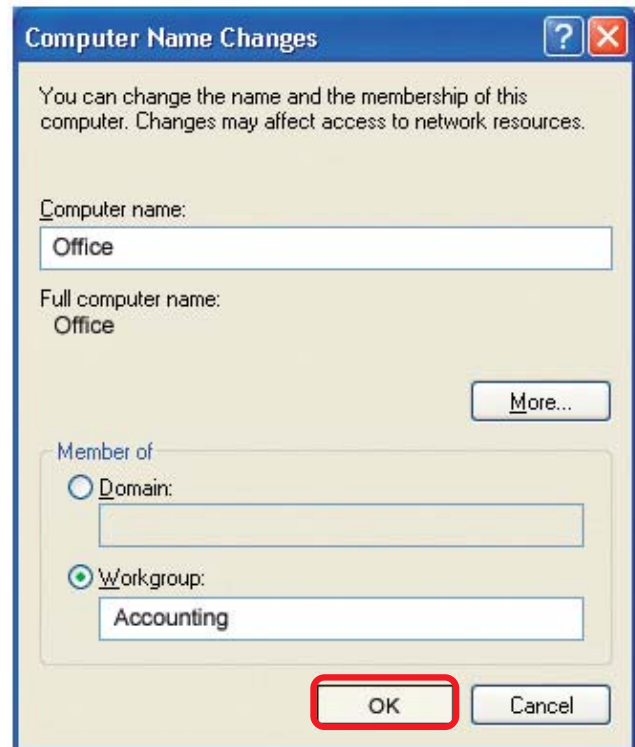 Computer Name Changes
?
You can change the name and the membership of this
computer. Changes may affect access to network resources.
Computer name:
Office
Full computer name:
Office
More...
Member of
Domain:
Workgroup:
Accounting
OK
Cancel